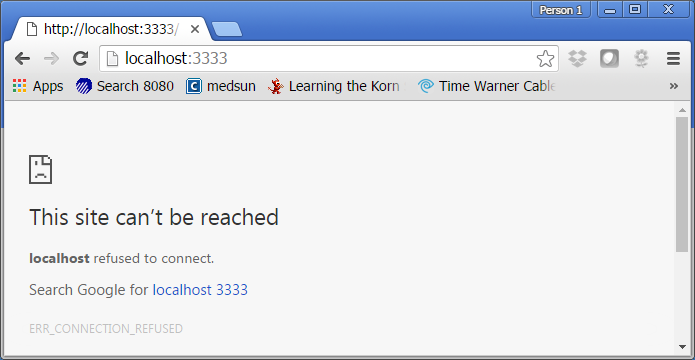 Person 1
http://localhost:3333/
localhost:3333
Apps Search 8080 medsun Learning the Korn Time Warner Cable »
This site can’t be reached
localhost refused to connect.
Search Google for localhost 3333
ERR_CONNECTION_REFUSED